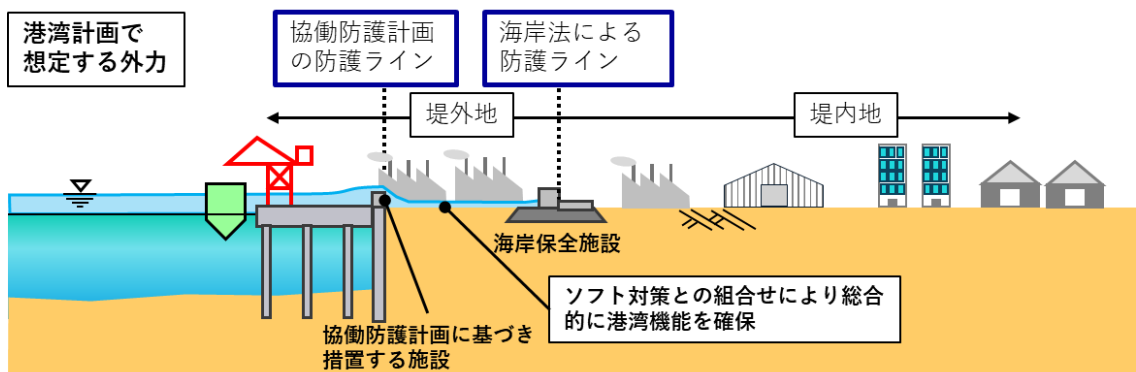 港湾計画で
想定する外力
協働防護計画
の防護ライン
海岸法による
防護ライン
堤外地
堤内地
海岸保全施設
ソフト対策との組合せにより総合
的に港湾機能を確保
協働防護計画に基づき
措置する施設